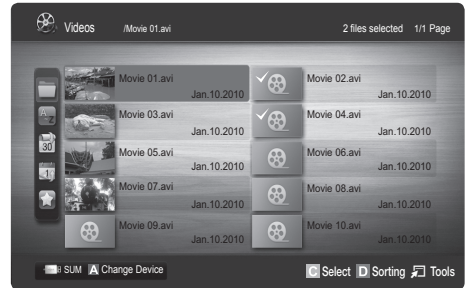 Videos /Movie 01.avi 2 files selected 1/1 Page
Movie 01.avi Movie 02.avi
Jan.10.2010 Jan.10.2010
Movie 03.avi Movie 04.avi
Jan.10.2010 Jan.10.2010
Movie 05.avi Movie 06.avi
Jan.10.2010 Jan.10.2010
Movie 07.avi Movie 08.avi
Jan.10.2010 Jan.10.2010
Movie 09.avi Movie 10.avi
Jan.10.2010 Jan.10.2010
30
1
SUM A Change Device C Select D Sorting Tools